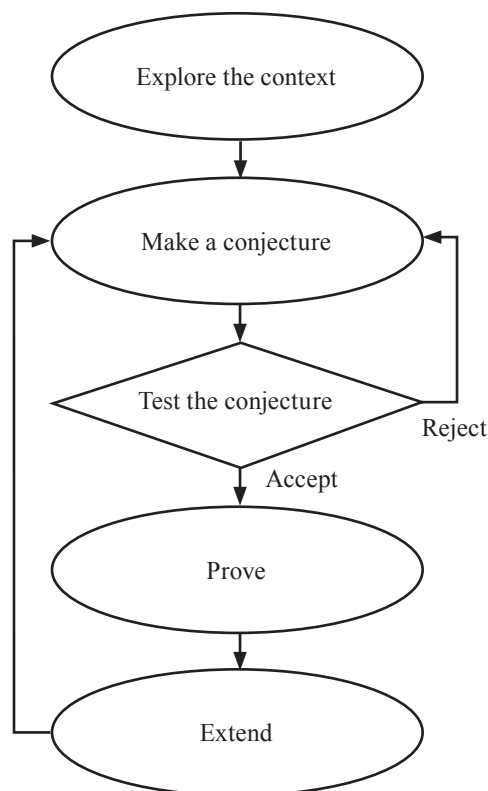 Explore the context
Make a conjecture
Test the conjecture
Reject
Accept
Prove
Extend